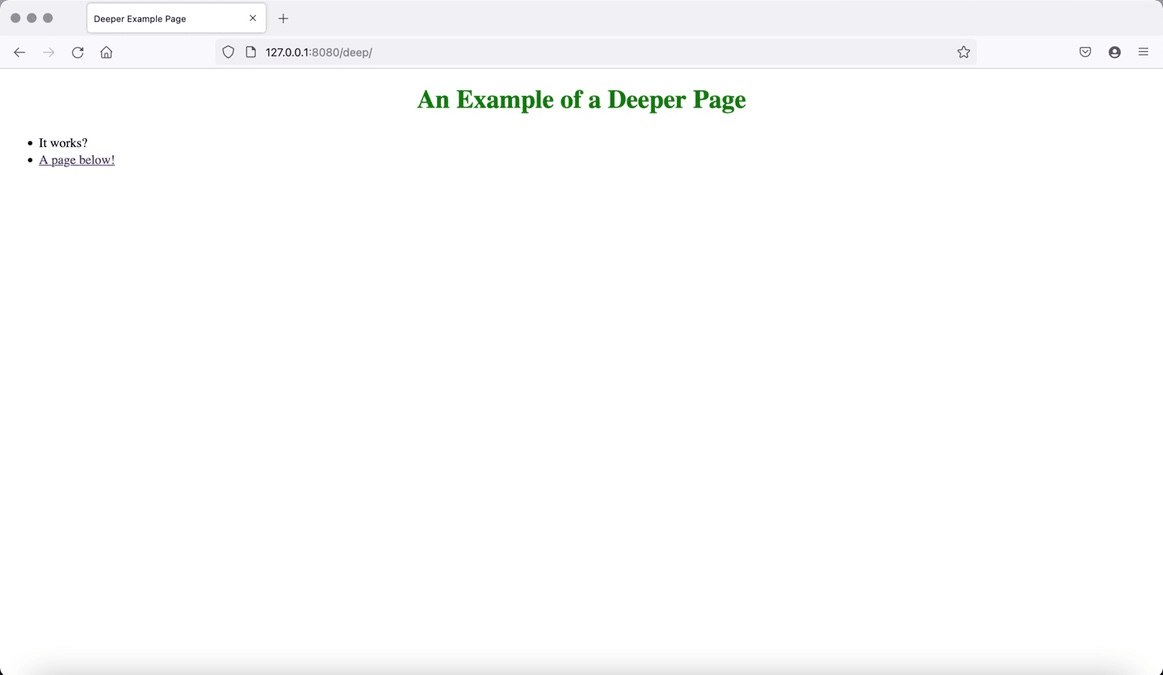 Deeper Example Page
127.0.0.1:8080/deep/
An Example of a Deeper Page
It works?
A page below!